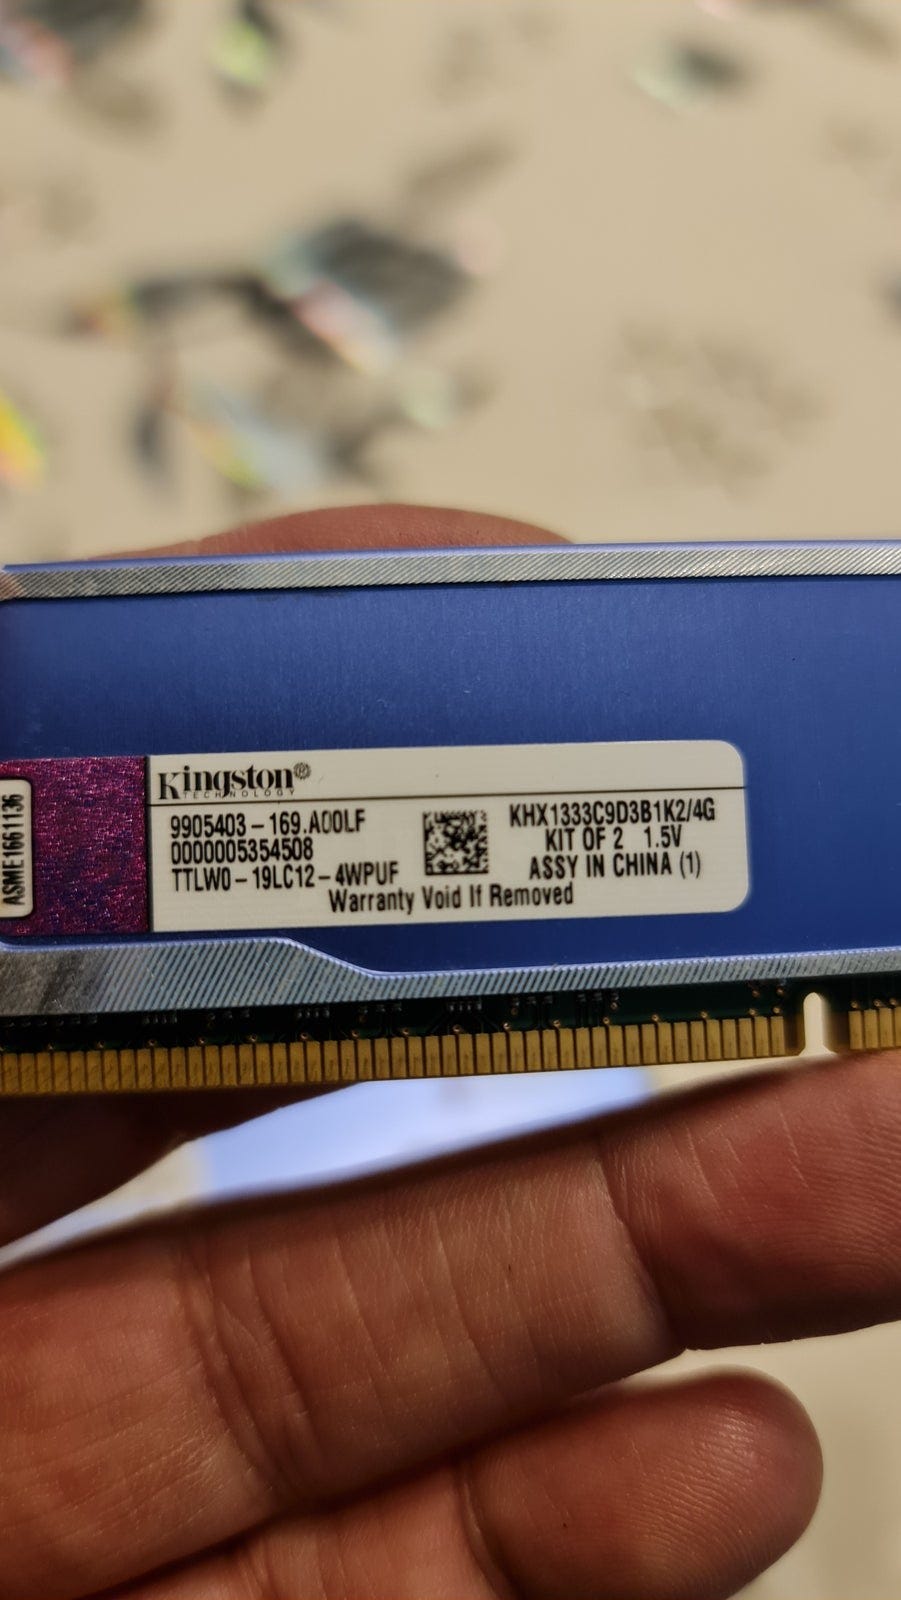 ASME1661136
Kingston®
TECHNOLOGY
9905403-169.A00LF
0000005354508
TTLW0-19LC12-4WPUF
KHX1333C9D3B1K2/4G
KIT OF 2 1.5V
ASSY IN CHINA (1)
Warranty Void If Removed